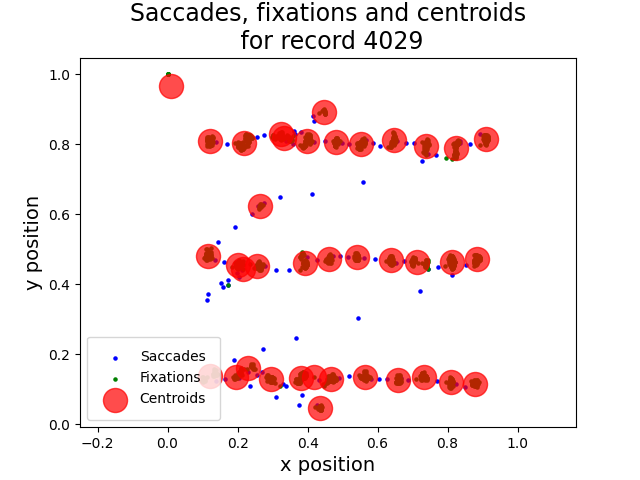 Saccades, fixations and centroids
for record 4029
1.0
0.8
0.6
0.4
0.2
0.0
y position
Saccades
Fixations
Centroids
−0.2
0.0
0.2
0.4
0.6
0.8
1.0
x position